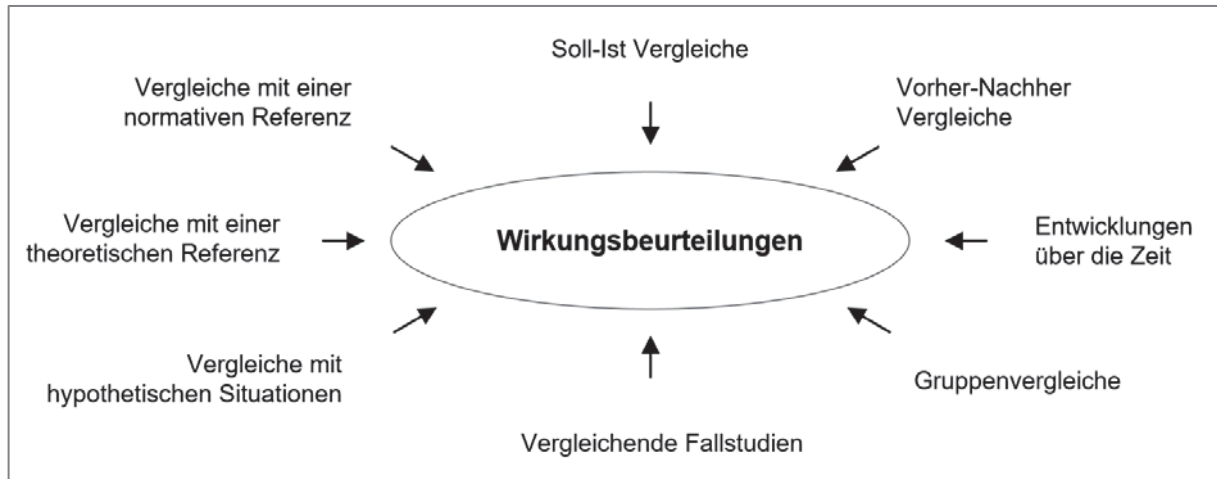 Soll-Ist Vergleiche
Vergleiche mit einer
normativen Referenz
Vorher-Nachher
Vergleiche
Vergleiche mit einer
theoretischen Referenz
Wirkungsbeurteilungen
Entwicklungen
über die Zeit
Vergleiche mit
hypothetischen Situationen
Gruppenvergleiche
Vergleichende Fallstudien